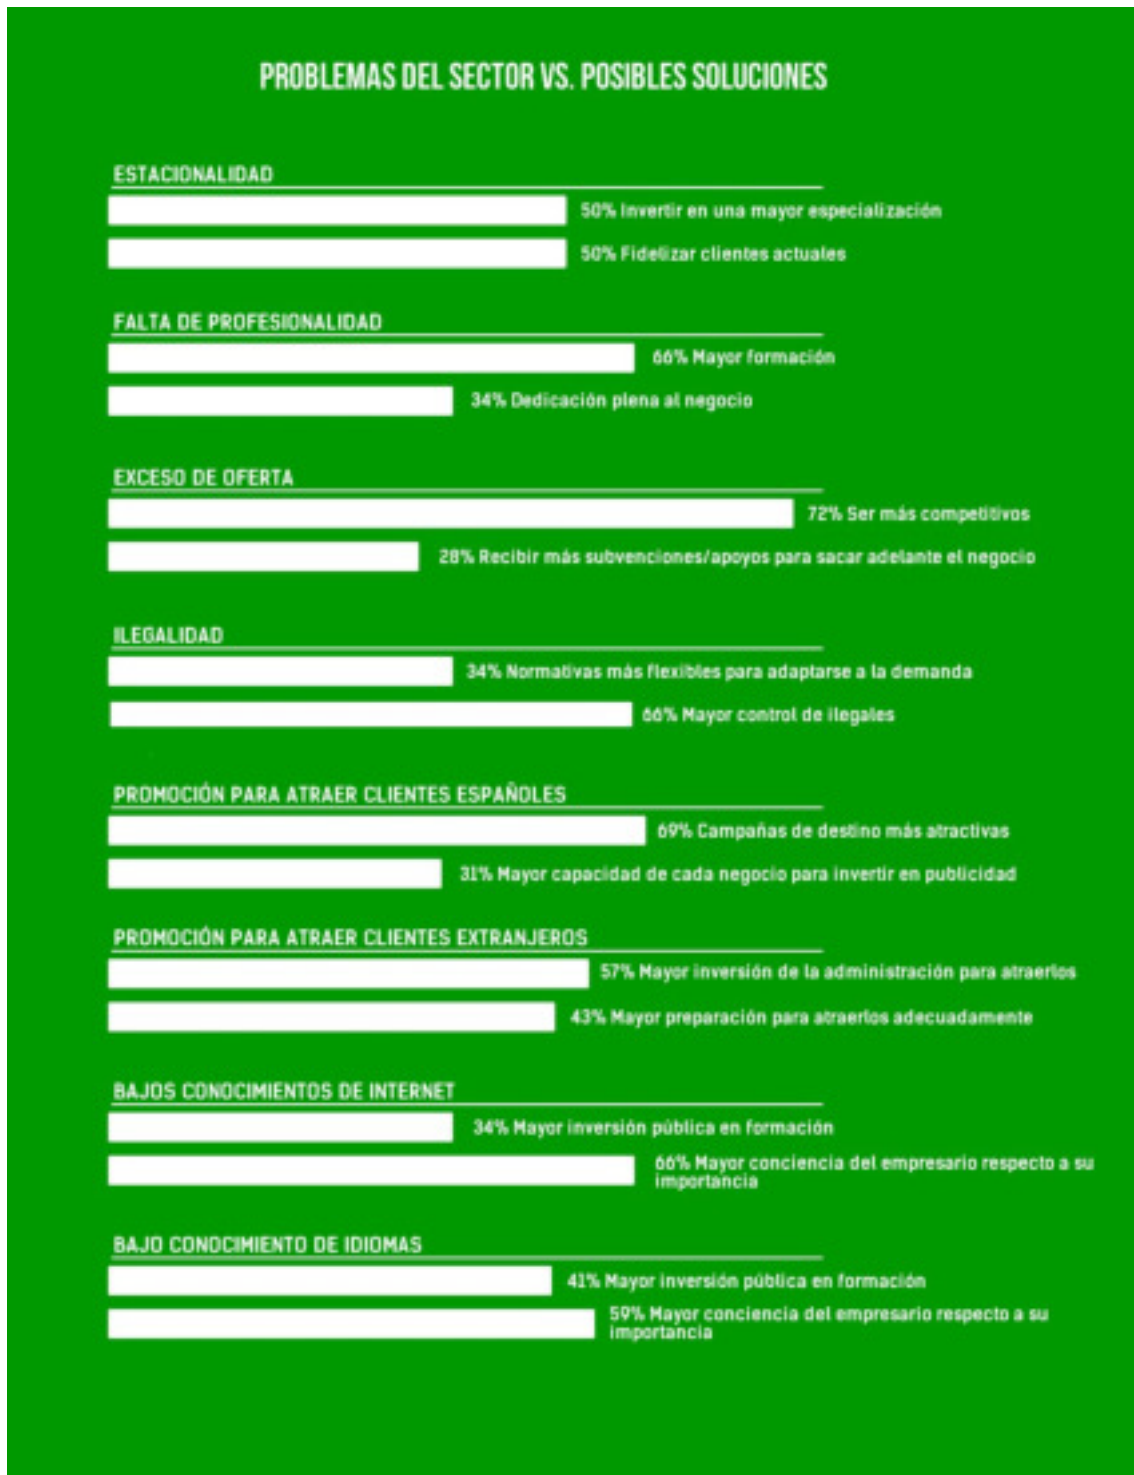 PROBLEMAS DEL SECTOR VS. POSIBLES SOLUCIONES
ESTACIONALIDAD
50% Invertir en una mayor especialización
50% Fidelizar clientes actuales
FALTA DE PROFESIONALIDAD
66% Mayor formación
34% Dedicación plena al negocio
EXCESO DE OFERTA
72% Ser más competitivos
28% Recibir más subvenciones/apoyos para sacar adelante el negocio
ILEGALIDAD
34% Normativas más flexibles para adaptarse a la demanda
66% Mayor control de ilegales
PROMOCIÓN PARA ATRAER CLIENTES ESPAÑOLES
69% Campañas de destino más atractivas
31% Mayor capacidad de cada negocio para invertir en publicidad
PROMOCIÓN PARA ATRAER CLIENTES EXTRANJEROS
57% Mayor inversión de la administración para atraerlos
43% Mayor preparación para atraerlos adecuadamente
BAJOS CONOCIMIENTOS DE INTERNET
34% Mayor inversión pública en formación
66% Mayor conciencia del empresario respecto a su
importancia
BAJO CONOCIMIENTO DE IDIOMAS
41% Mayor inversión pública en formación
59% Mayor conciencia del empresario respecto a su
importancia